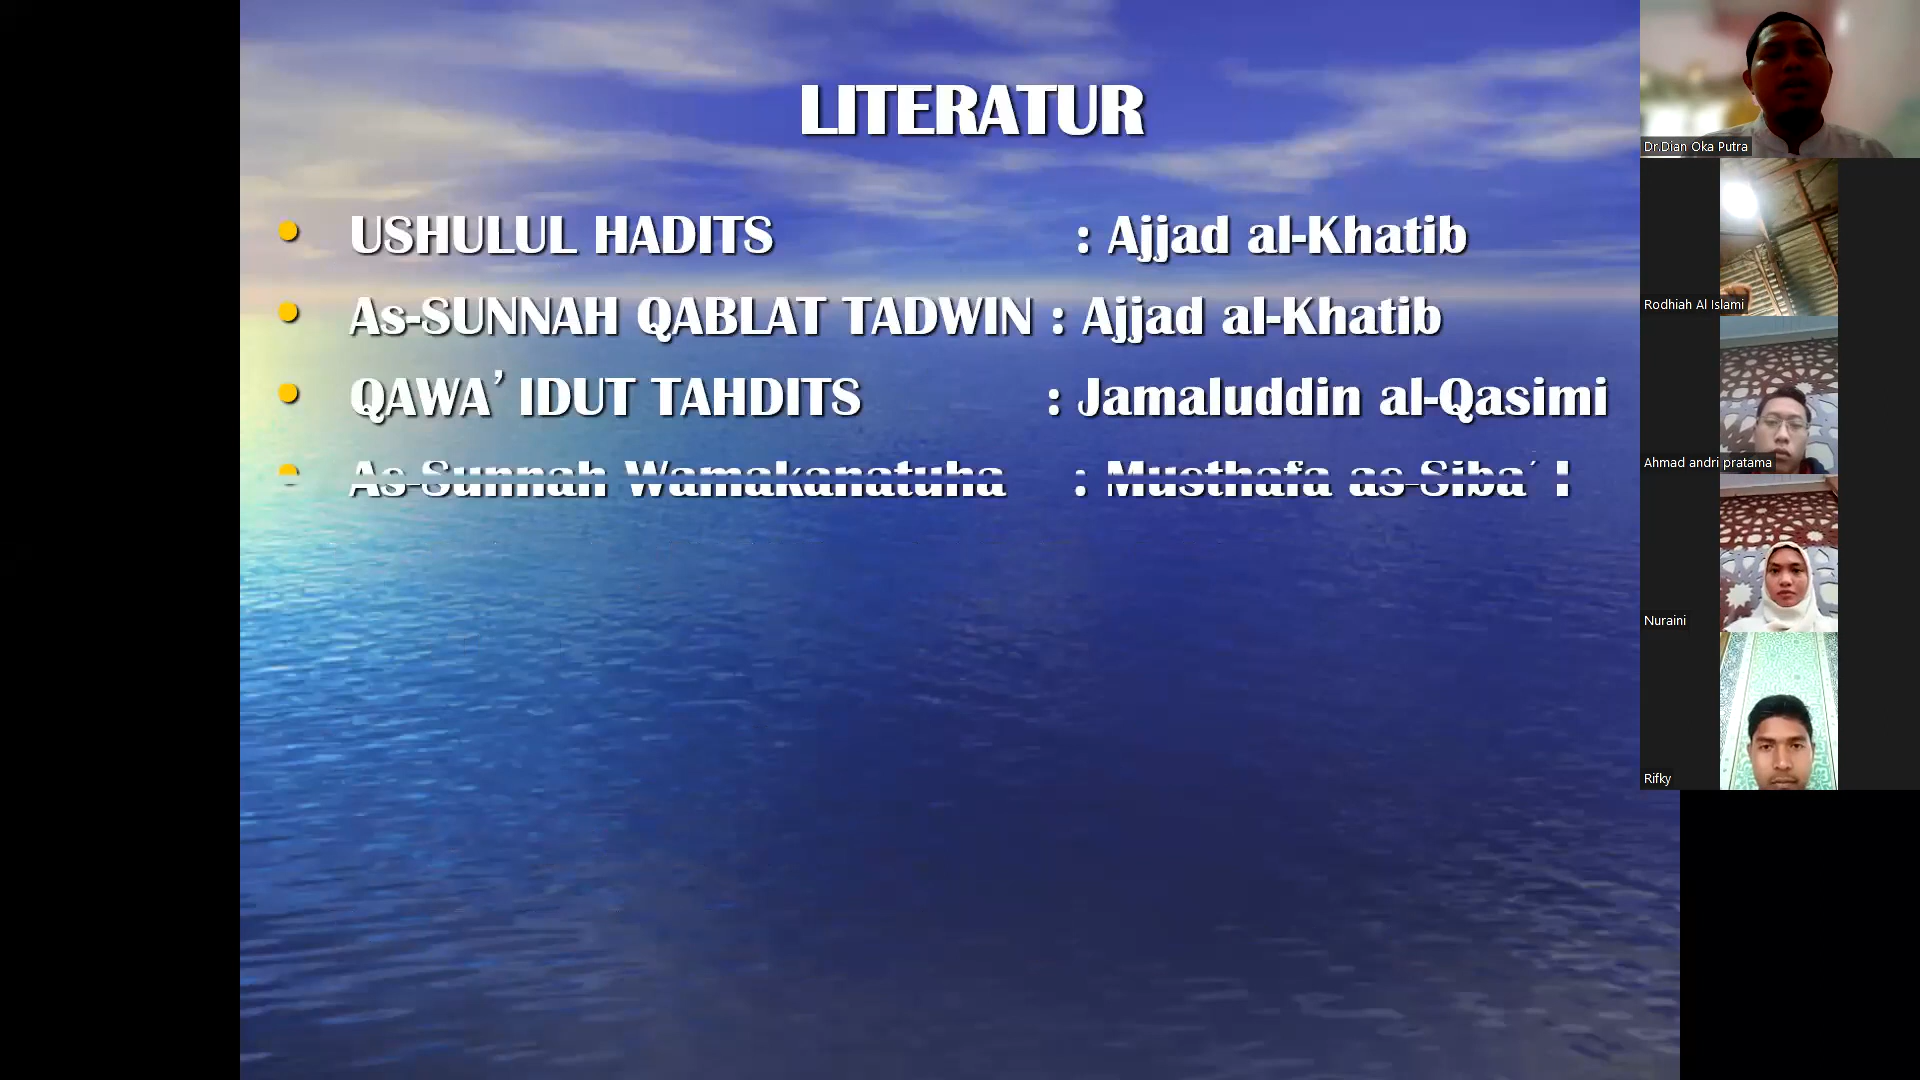 LITERATUR
• USHULUL HADITS : Ajjad al-Khatib
• As-SUNNAH QABLAT TADWIN : Ajjad al-Khatib
• QAWA’ IDUT TAHDITS : Jamaluddin al-Qasimi
• As-Sunnah Wamakanatuha : Musthafa as-Siba’
Dr.Dian Oka Putra
Rodhiah Al Islami
Ahmad andri pratama
Nuraini
Rifky